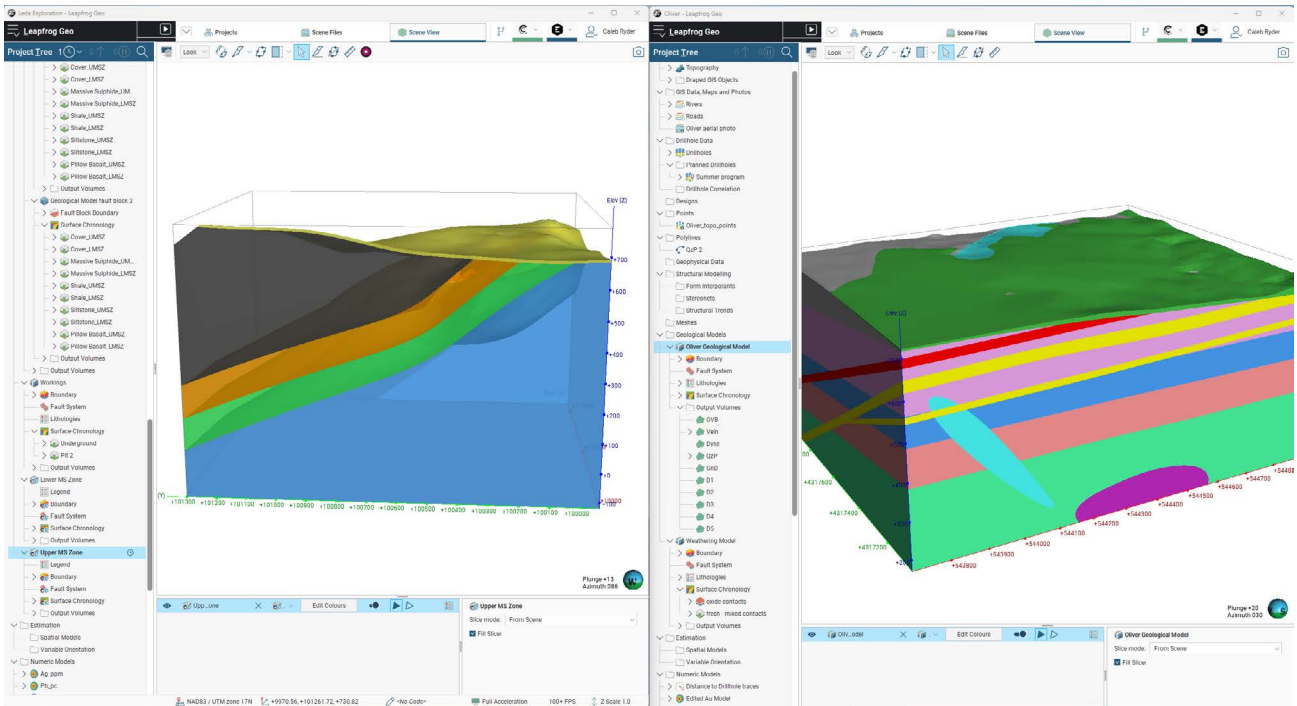 Leda Exploration - Leapfrog Geo
Leapfrog Geo
Projects
Scene Files
Scene View
Caleb Ryder
Project Tree
1
Look
Cover_UMSZ
Cover_LMSZ
Massive Sulphide_UM...
Massive Sulphide_LMSZ
Shale_UMSZ
Shale_LMSZ
Siltstone_UMSZ
Siltstone_LMSZ
Pillow Basalt_UMSZ
Pillow Basalt_LMSZ
Output Volumes
Geological Model fault block 3
Fault Block Boundary
Surface Chronology
Cover_UMSZ
Cover_LMSZ
Massive Sulphide_UM...
Massive Sulphide_LMSZ
Shale_UMSZ
Shale_LMSZ
Siltstone_UMSZ
Siltstone_LMSZ
Pillow Basalt_UMSZ
Pillow Basalt_LMSZ
Output Volumes
Output Volumes
Workings
Boundary
Fault System
Lithologies
Surface Chronology
Underground
Pit 2
Output Volumes
Lower MS Zone
Legend
Boundary
Fault System
Surface Chronology
Output Volumes
Upper MS Zone
Legend
Boundary
Fault System
Surface Chronology
Output Volumes
Estimation
Spatial Models
Variable Orientation
Numeric Models
Ag_ppm
Pb_pc
Elev (Z)
+700
+600
+500
+400
+300
+200
+100
+0
-100
(Y)
+101300 +101200 +101100 +101000 +100900 +100800 +100700 +100600 +100500 +100400 +100300 +100200 +100100 +100000
Plunge +13
Azimuth 086
W
Upp...one
Edit Colours
Upper MS Zone
Slice mode: From Scene
Fill Slice
NAD83 / UTM zone 17N
+9970.56, +101261.72, +730.82
<No Code>
Full Acceleration
100+ FPS
Z Scale 1.0
Oliver - Leapfrog Geo
Leapfrog Geo
Projects
Scene Files
Scene View
Caleb Ryder
Project Tree
Look
Topography
Draped GIS Objects
GIS Data, Maps and Photos
Rivers
Roads
Oliver aerial photo
Drillhole Data
Drillholes
Planned Drillholes
Summer program
Drillhole Correlation
Designs
Points
Oliver_topo_points
Polylines
QzP 2
Geophysical Data
Structural Modelling
Form Interpolants
Stereonets
Structural Trends
Meshes
Geological Models
Oliver Geological Model
Boundary
Fault System
Lithologies
Surface Chronology
Output Volumes
OVB
Vein
Dyke
QzP
GnD
D1
D2
D3
D4
D5
Weathering Model
Boundary
Fault System
Lithologies
Surface Chronology
oxide contacts
fresh - mixed contacts
Output Volumes
Estimation
Spatial Models
Variable Orientation
Numeric Models
Distance to Drillhole traces
Edited Au Model
Elev (Z)
+4317600
+4317400
+4317200
+543800
+543900
+544000
+544100
+544200
+544300
+544400
+544500
+544600
+544700
Plunge +20
Azimuth 030
Oliv...odel
Edit Colours
Oliver Geological Model
Slice mode: From Scene
Fill Slice